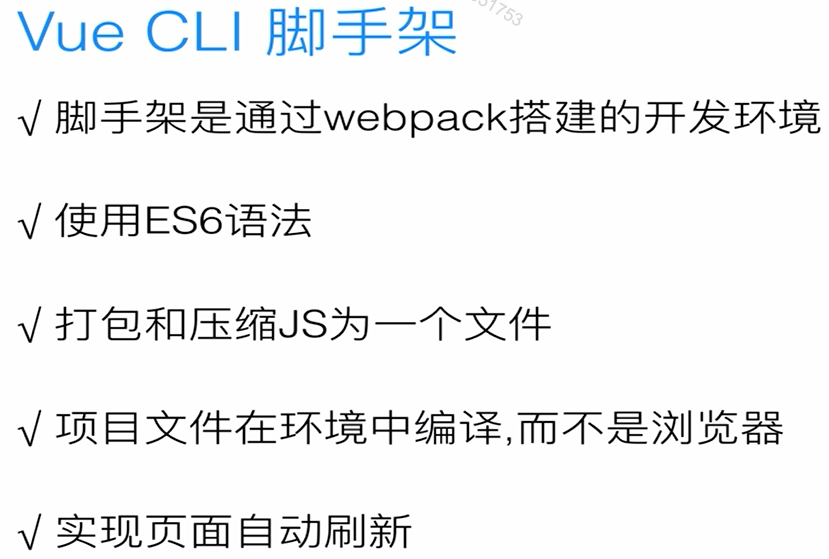 Vue CLI 脚手架
√ 脚手架是通过webpack搭建的开发环境
√ 使用ES6语法
√ 打包和压缩JS为一个文件
√ 项目文件在环境中编译,而不是浏览器
√ 实现页面自动刷新